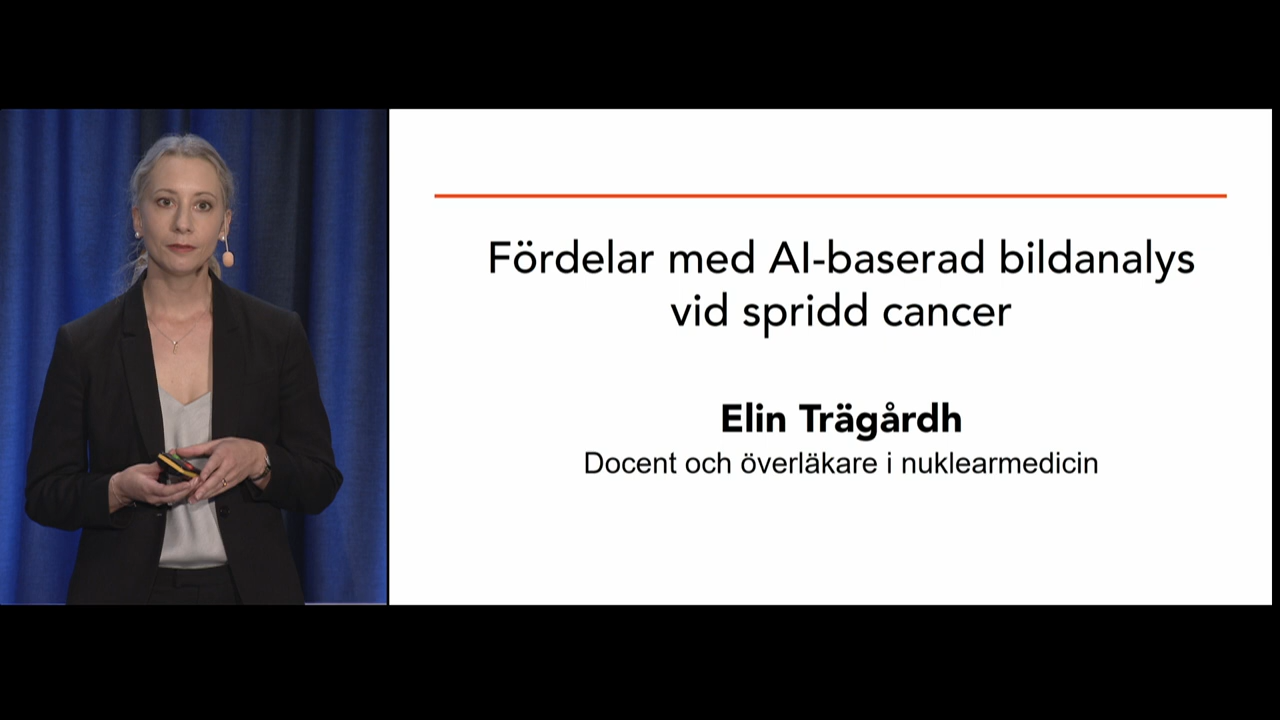 Fördelar med AI-baserad bildanalys
vid spridd cancer
Elin Trägårdh
Docent och överläkare i nuklearmedicin